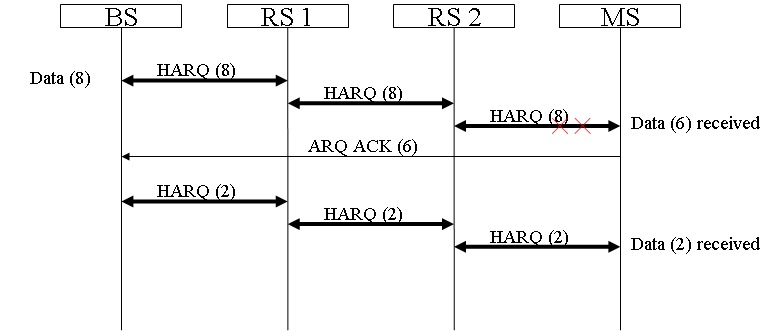 BS RS 1 RS 2 MS
Data (8) HARQ (8)
HARQ (8)
HARQ (8) Data (6) received
ARQ ACK (6)
HARQ (2)
HARQ (2)
HARQ (2) Data (2) received